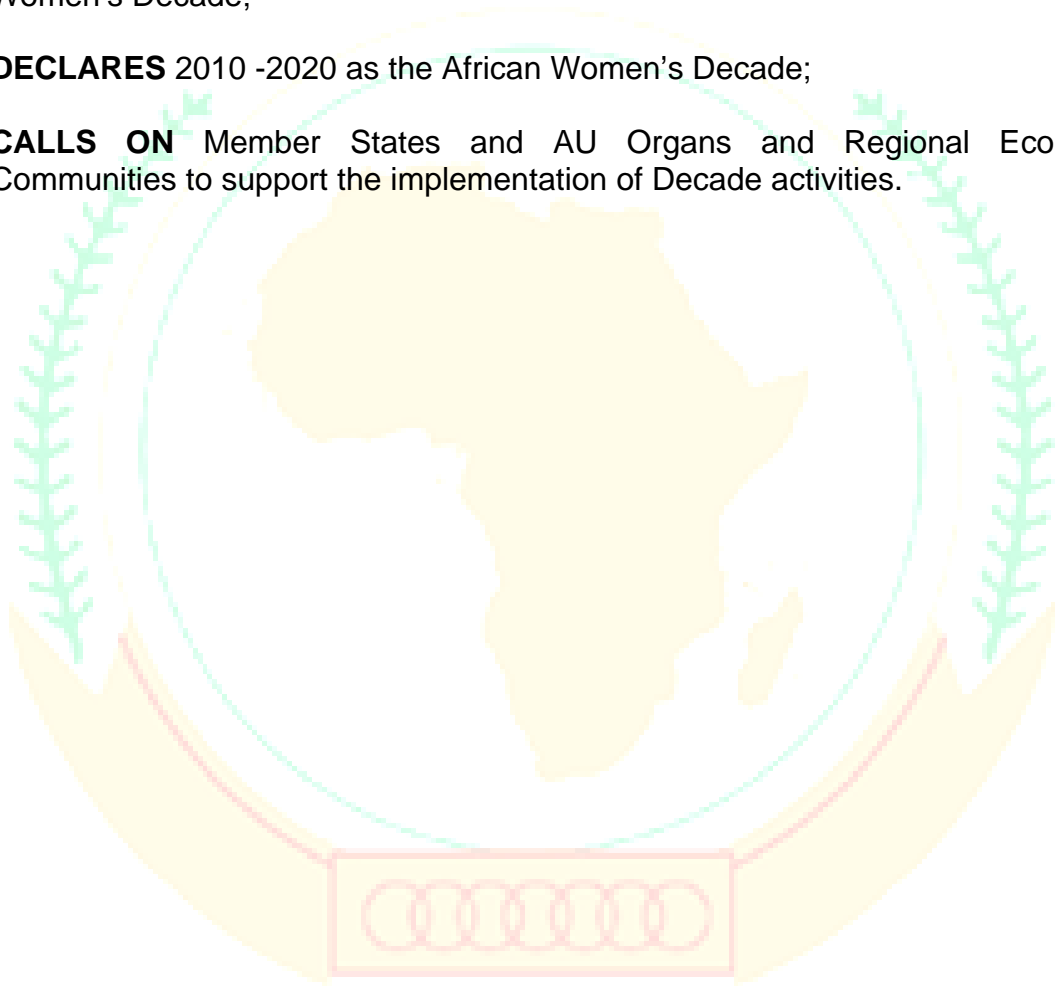 Women's Decade;
DECLARES 2010 -2020 as the African Women's Decade;
CALLS ON Member States and AU Organs and Regional Eco
Communities to support the implementation of Decade activities.